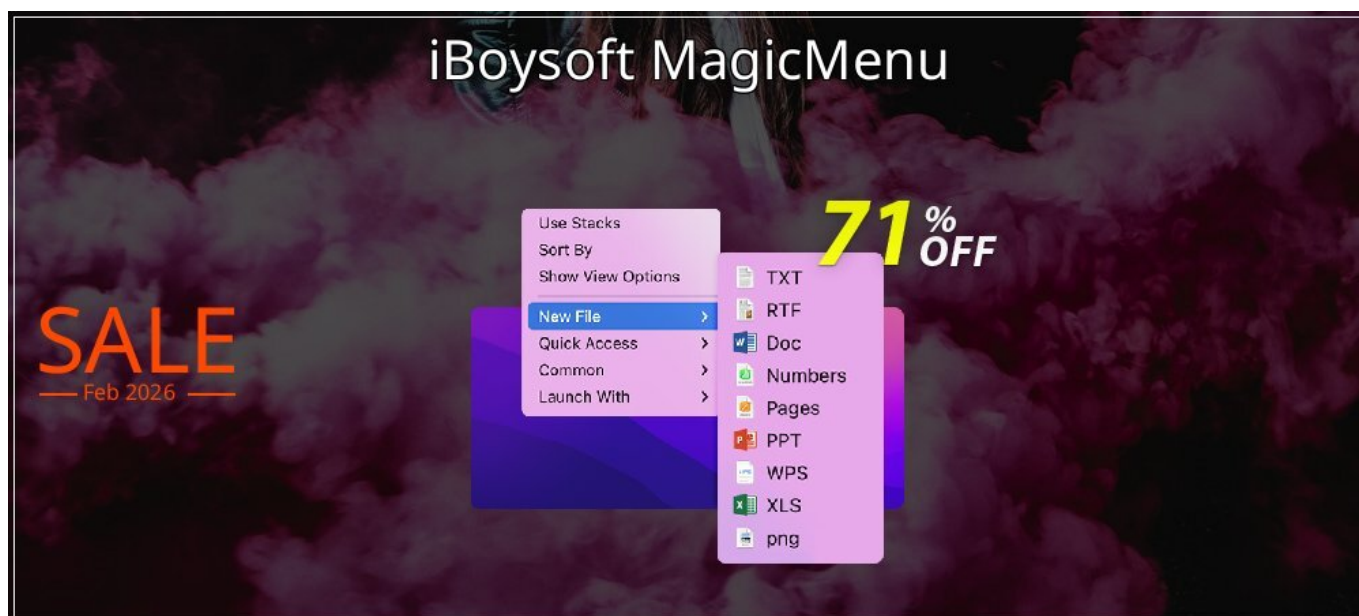 iBoysoft MagicMenu
71% OFF
SALE
Feb 2026
Use Stacks
Sort By
Show View Options
New File
Quick Access
Common
Launch With
TXT
RTF
Doc
Numbers
Pages
PPT
WPS
XLS
png